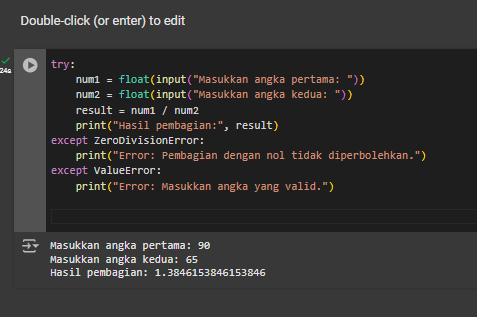 Double-click (or enter) to edit
24s
try:
    num1 = float(input("Masukkan angka pertama: "))
    num2 = float(input("Masukkan angka kedua: "))
    result = num1 / num2
    print("Hasil pembagian:", result)
except ZeroDivisionError:
    print("Error: Pembagian dengan nol tidak diperbolehkan.")
except ValueError:
    print("Error: Masukkan angka yang valid.")
Masukkan angka pertama: 90
Masukkan angka kedua: 65
Hasil pembagian: 1.3846153846153846